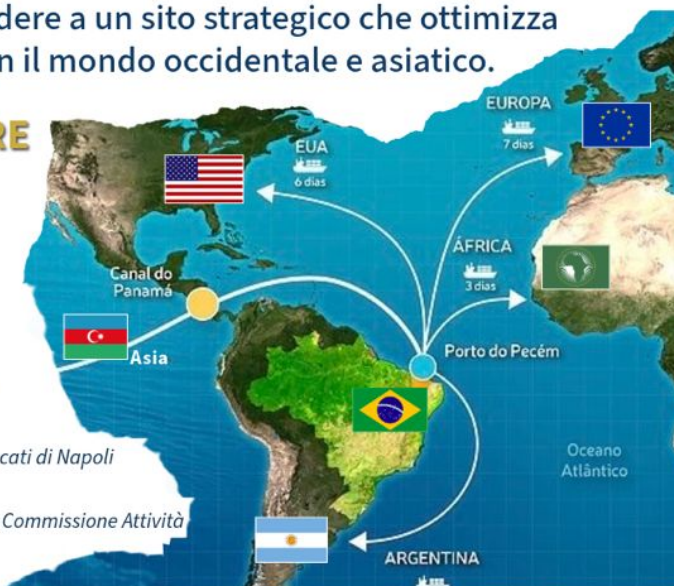 dere a un sito strategico che ottimizza
n il mondo occidentale e asiatico.
RE
EUROPA
7 dias
EUA
6 dias
ÁFRICA
3 dias
Canal do
Panamá
Asia
Porto do Pecém
cati di Napoli
Oceano
Atlântico
Commissione Attività
ARGENTINA